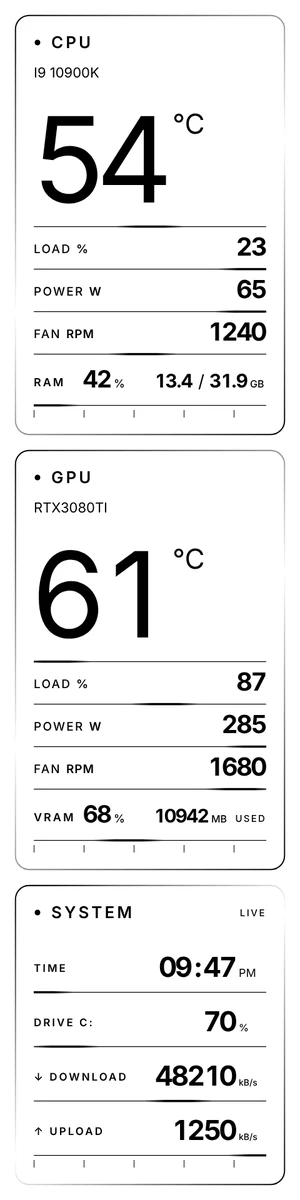 • CPU
I9 10900K
54 °C
LOAD % 23
POWER W 65
FAN RPM 1240
RAM 42 % 13.4 / 31.9 GB
• GPU
RTX3080TI
61 °C
LOAD % 87
POWER W 285
FAN RPM 1680
VRAM 68 % 10942 MB USED
• SYSTEM LIVE
TIME 09:47 PM
DRIVE C: 70 %
↓ DOWNLOAD 48210 kB/s
↑ UPLOAD 1250 kB/s